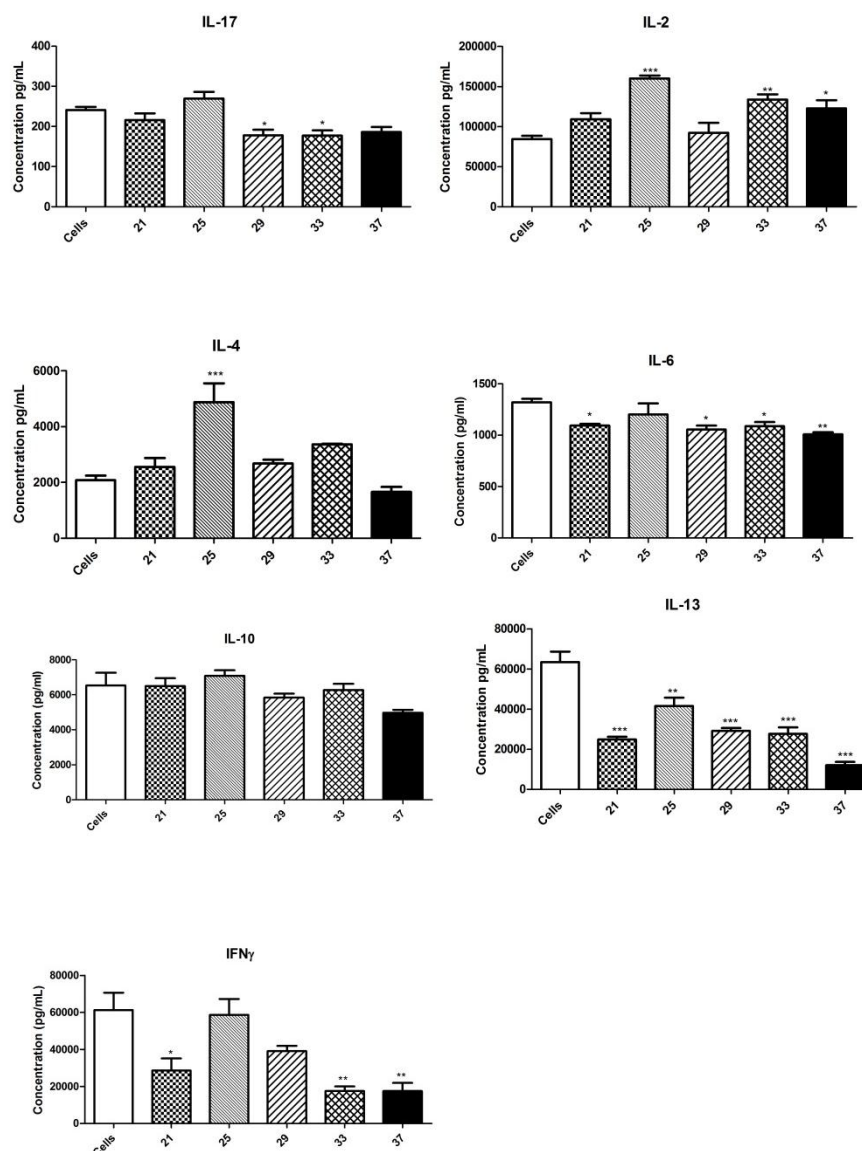 IL-17
Concentration pg/mL
400
300
200
100
0
* *
Cells 21 25 29 33 37
IL-2
Concentration pg/mL
200000
150000
100000
50000
0
*** ** *
Cells 21 25 29 33 37
IL-4
Concentration pg/mL
6000
4000
2000
0
***
Cells 21 25 29 33 37
IL-6
Concentration (pg/ml)
1500
1000
500
0
* * * **
Cells 21 25 29 33 37
IL-10
Concentration (pg/ml)
8000
6000
4000
2000
0
Cells 21 25 29 33 37
IL-13
Concentration pg/mL
80000
60000
40000
20000
0
*** ** *** *** ***
Cells 21 25 29 33 37
IFNγ
Concentration (pg/mL)
80000
60000
40000
20000
0
* ** **
Cells 21 25 29 33 37